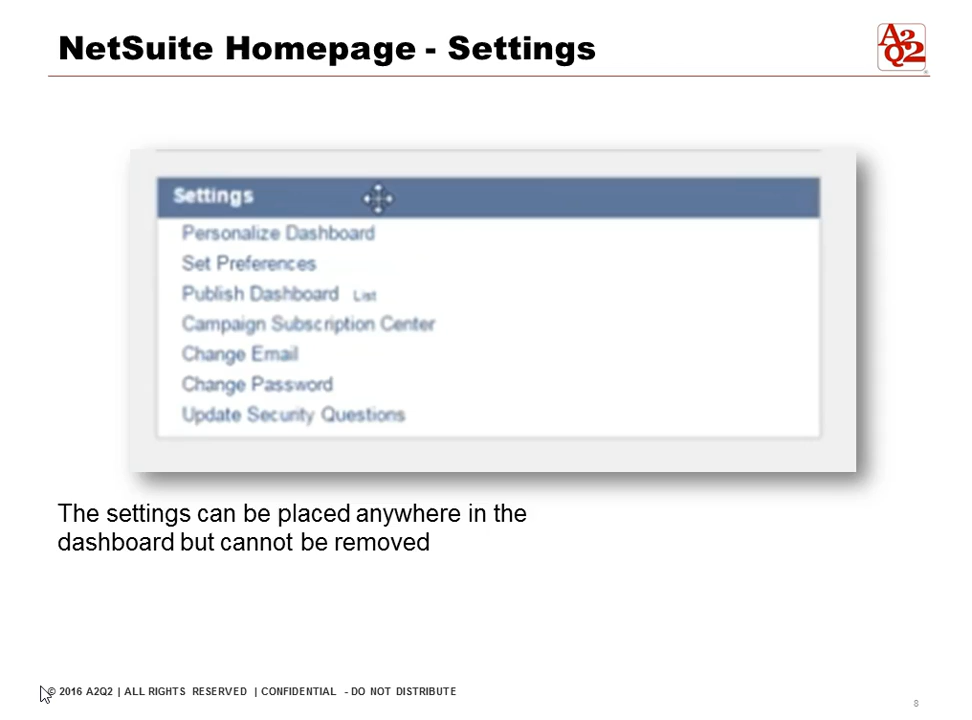 NetSuite Homepage - Settings
A2Q2
Settings
Personalize Dashboard
Set Preferences
Publish Dashboard List
Campaign Subscription Center
Change Email
Change Password
Update Security Questions
The settings can be placed anywhere in the
dashboard but cannot be removed
© 2016 A2Q2 | ALL RIGHTS RESERVED | CONFIDENTIAL - DO NOT DISTRIBUTE
8